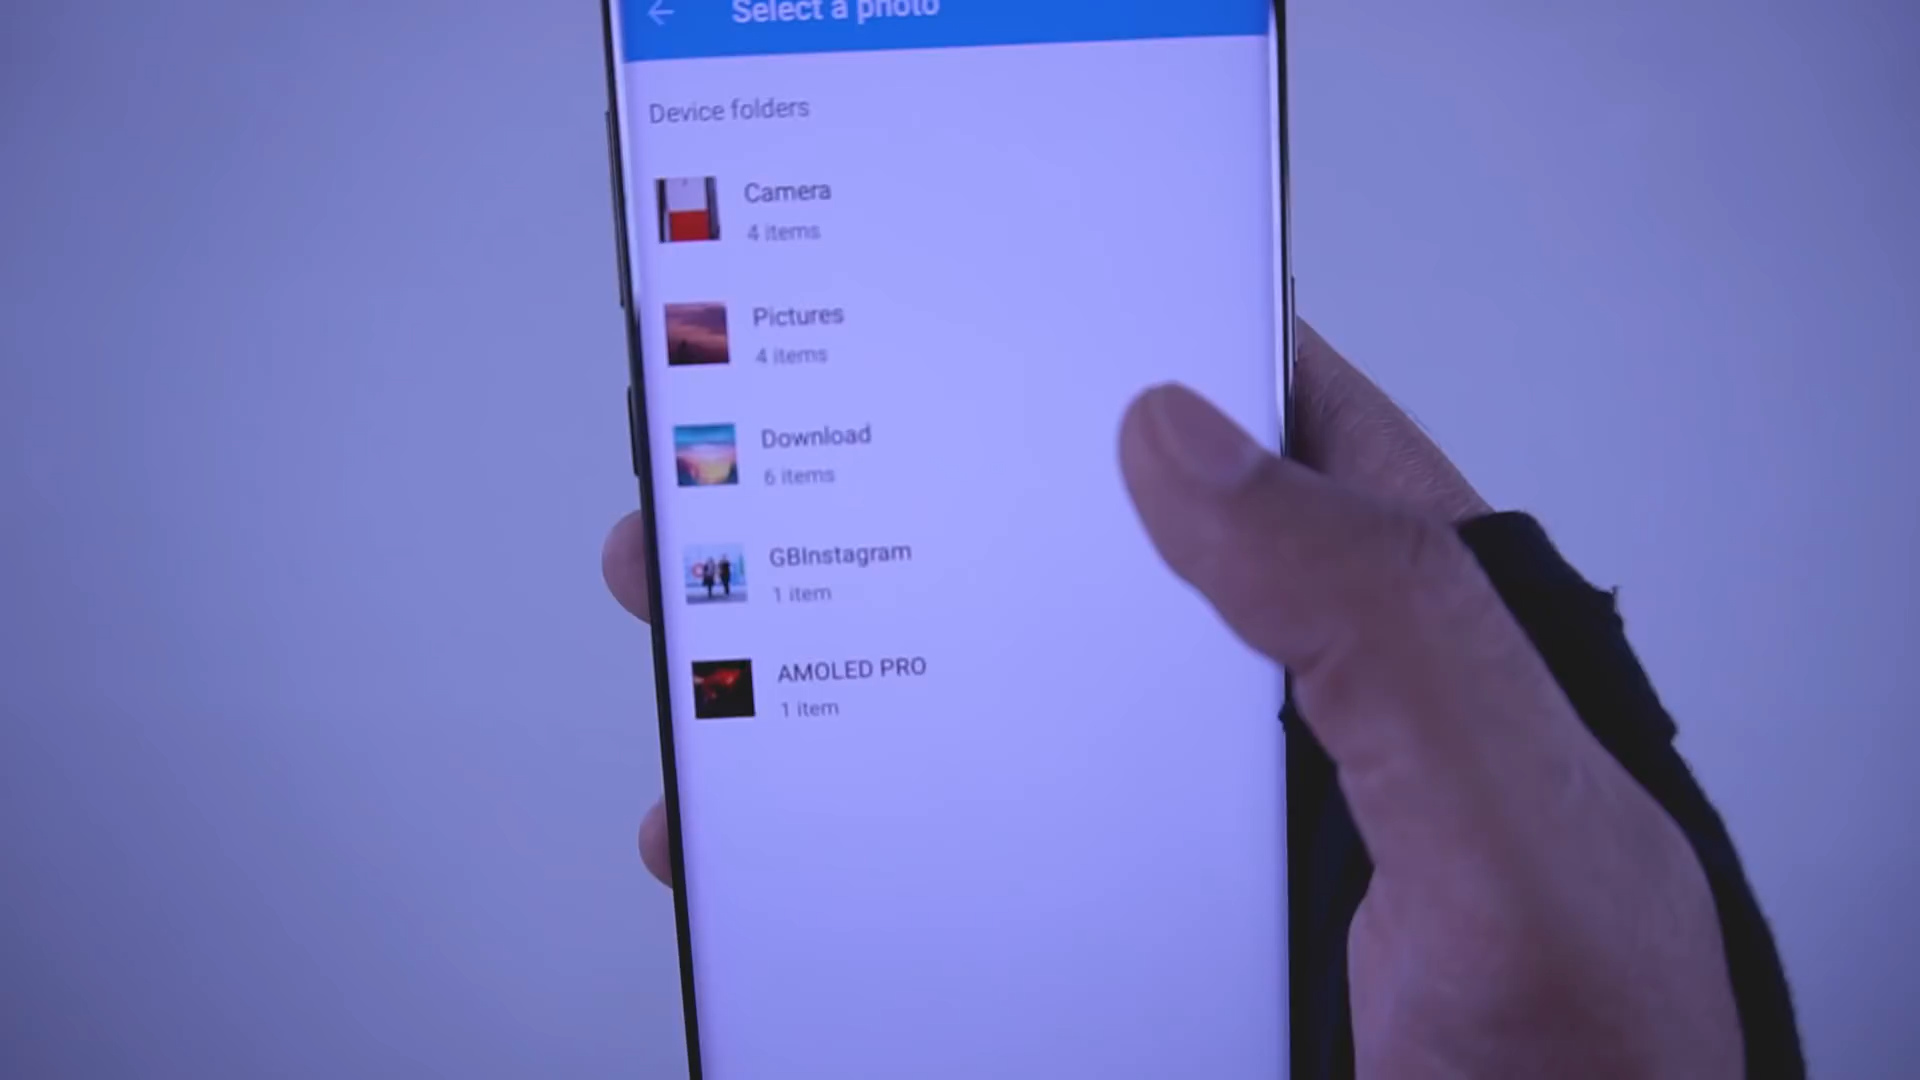 Select a photo
Device folders
Camera
4 items
Pictures
4 items
Download
6 items
GBInstagram
1 item
AMOLED PRO
1 item